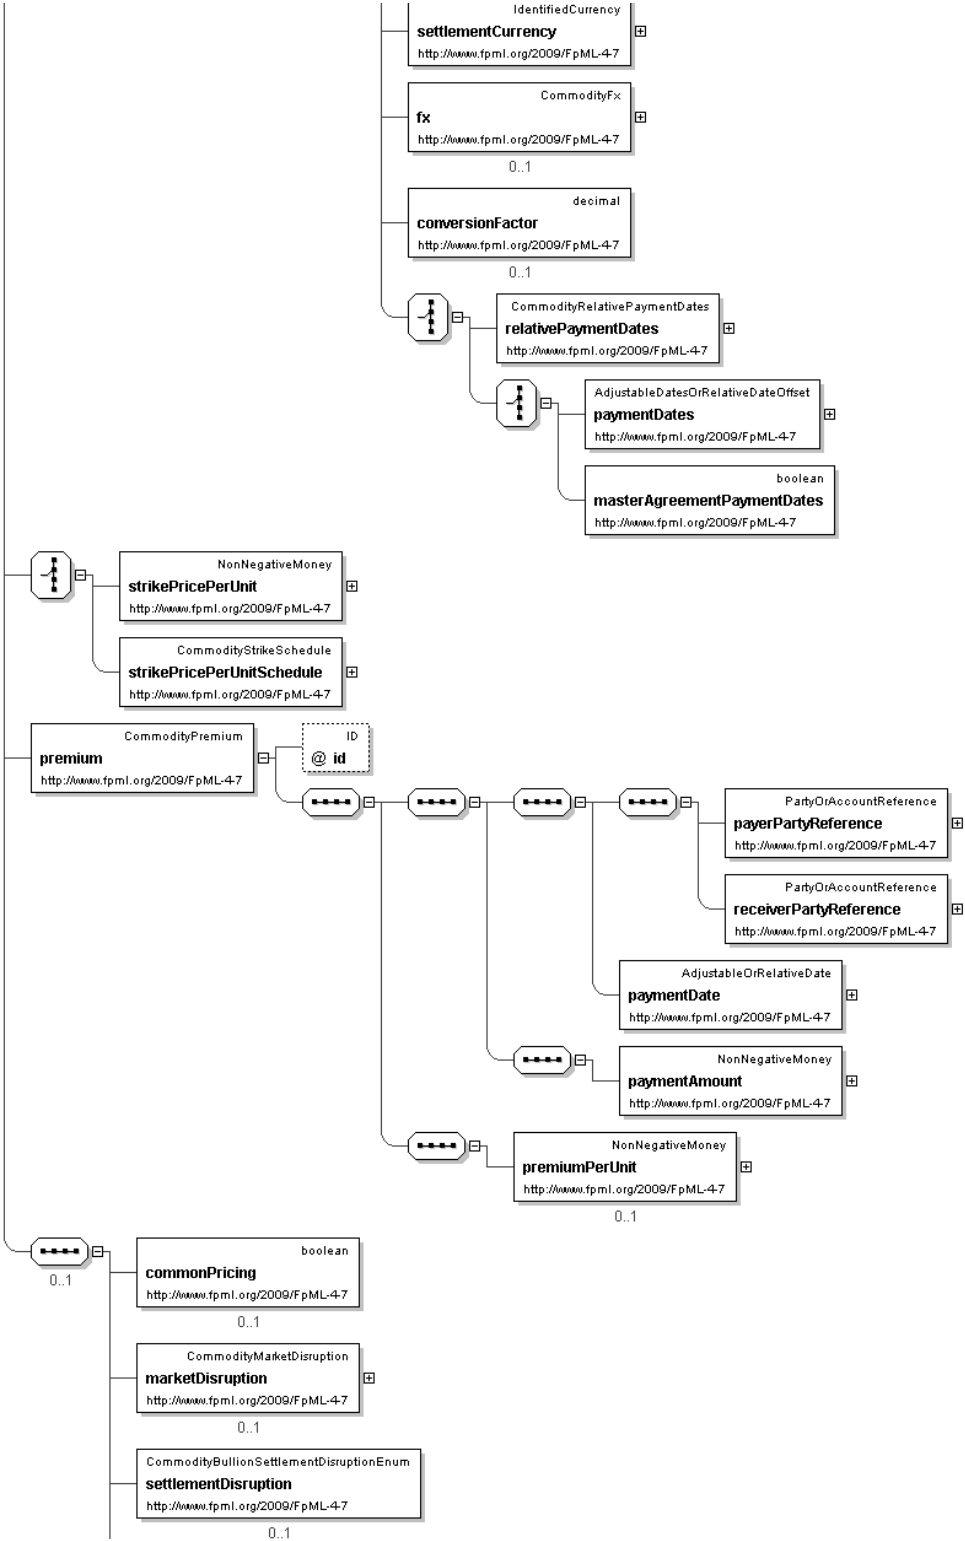 IdentifiedCurrency
settlementCurrency
http://www.fpml.org/2009/FpML-4-7
CommodityFx
fx
http://www.fpml.org/2009/FpML-4-7
0..1
decimal
conversionFactor
http://www.fpml.org/2009/FpML-4-7
0..1
CommodityRelativePaymentDates
relativePaymentDates
http://www.fpml.org/2009/FpML-4-7
AdjustableDatesOrRelativeDateOffset
paymentDates
http://www.fpml.org/2009/FpML-4-7
boolean
masterAgreementPaymentDates
http://www.fpml.org/2009/FpML-4-7
NonNegativeMoney
strikePricePerUnit
http://www.fpml.org/2009/FpML-4-7
CommodityStrikeSchedule
strikePricePerUnitSchedule
http://www.fpml.org/2009/FpML-4-7
CommodityPremium
premium
http://www.fpml.org/2009/FpML-4-7
ID
@ id
PartyOrAccountReference
payerPartyReference
http://www.fpml.org/2009/FpML-4-7
PartyOrAccountReference
receiverPartyReference
http://www.fpml.org/2009/FpML-4-7
AdjustableOrRelativeDate
paymentDate
http://www.fpml.org/2009/FpML-4-7
NonNegativeMoney
paymentAmount
http://www.fpml.org/2009/FpML-4-7
NonNegativeMoney
premiumPerUnit
http://www.fpml.org/2009/FpML-4-7
0..1
0..1
boolean
commonPricing
http://www.fpml.org/2009/FpML-4-7
0..1
CommodityMarketDisruption
marketDisruption
http://www.fpml.org/2009/FpML-4-7
0..1
CommodityBullionSettlementDisruptionEnum
settlementDisruption
http://www.fpml.org/2009/FpML-4-7
0..1